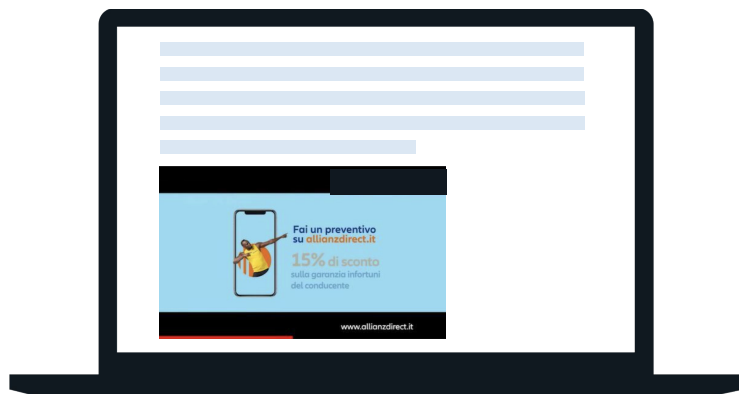 Fai un preventivo
su allianzdirect.it
15% di sconto
sulla garanzia infortuni
del conducente
www.allianzdirect.it